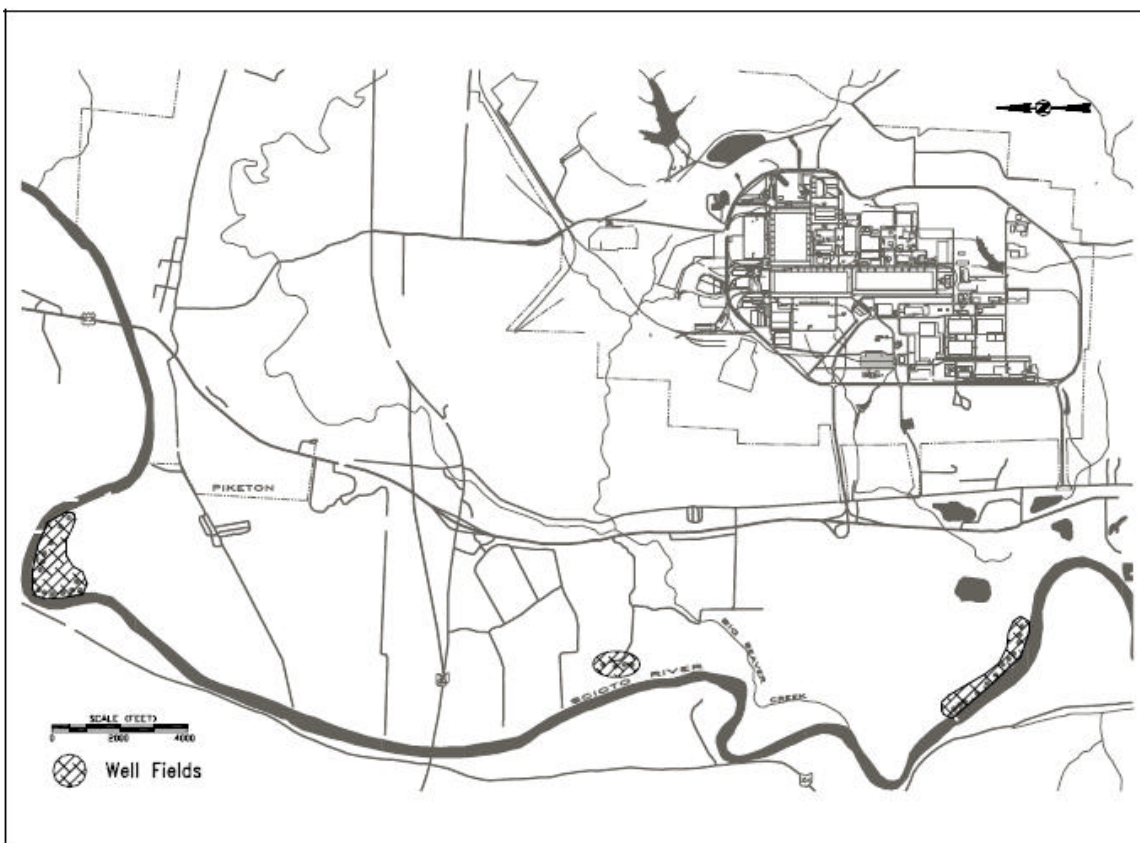 PIKETON
BIG BEAVER
CREEK
SCIOTO RIVER
SCALE (FEET)
0 2000 4000
Well Fields